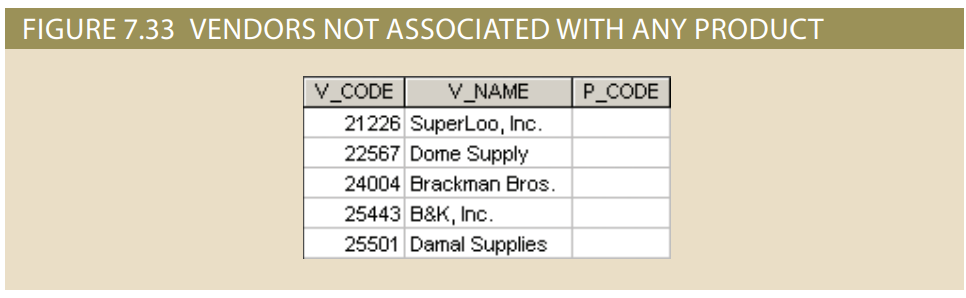 FIGURE 7.33 VENDORS NOT ASSOCIATED WITH ANY PRODUCT
V_CODE V_NAME P_CODE
21226 SuperLoo, Inc.
22567 Dome Supply
24004 Brackman Bros.
25443 B&K, Inc.
25501 Damal Supplies